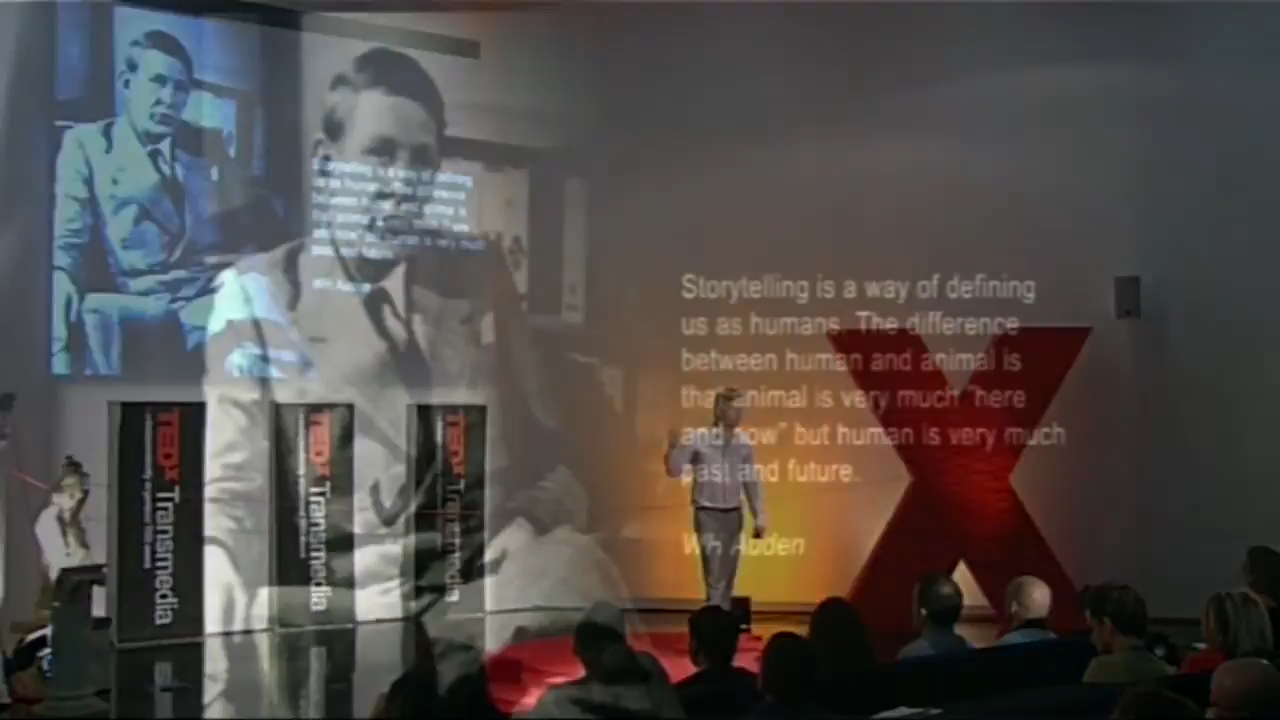 Storytelling is a way of defining
us as humans. The difference
between human and animal is
that animal is very much "here
and now" but human is very much
past and future.
Wh Auden
TEDx Transmedia
TEDx Transmedia
TEDx Transmedia